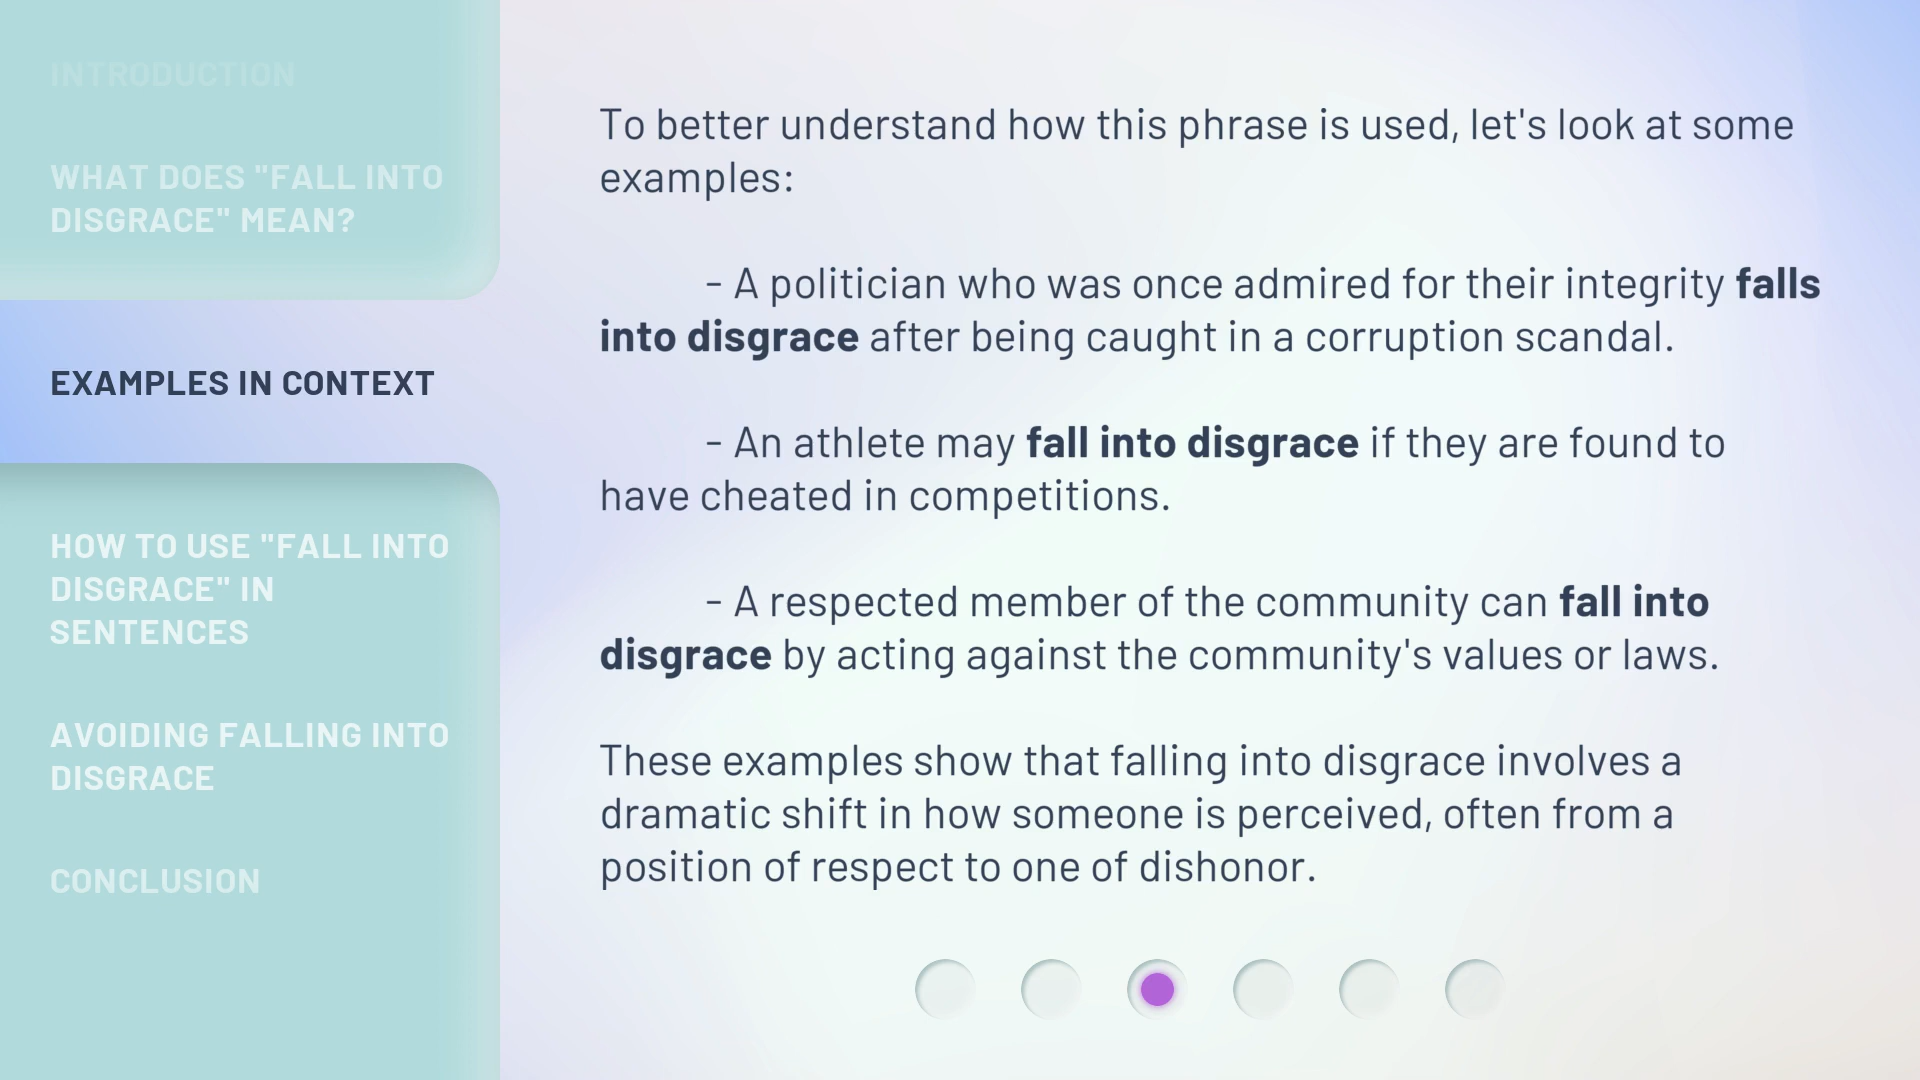 INTRODUCTION
WHAT DOES "FALL INTO
DISGRACE" MEAN?
EXAMPLES IN CONTEXT
HOW TO USE "FALL INTO
DISGRACE" IN
SENTENCES
AVOIDING FALLING INTO
DISGRACE
CONCLUSION
To better understand how this phrase is used, let's look at some
examples:
- A politician who was once admired for their integrity falls
into disgrace after being caught in a corruption scandal.
- An athlete may fall into disgrace if they are found to
have cheated in competitions.
- A respected member of the community can fall into
disgrace by acting against the community's values or laws.
These examples show that falling into disgrace involves a
dramatic shift in how someone is perceived, often from a
position of respect to one of dishonor.